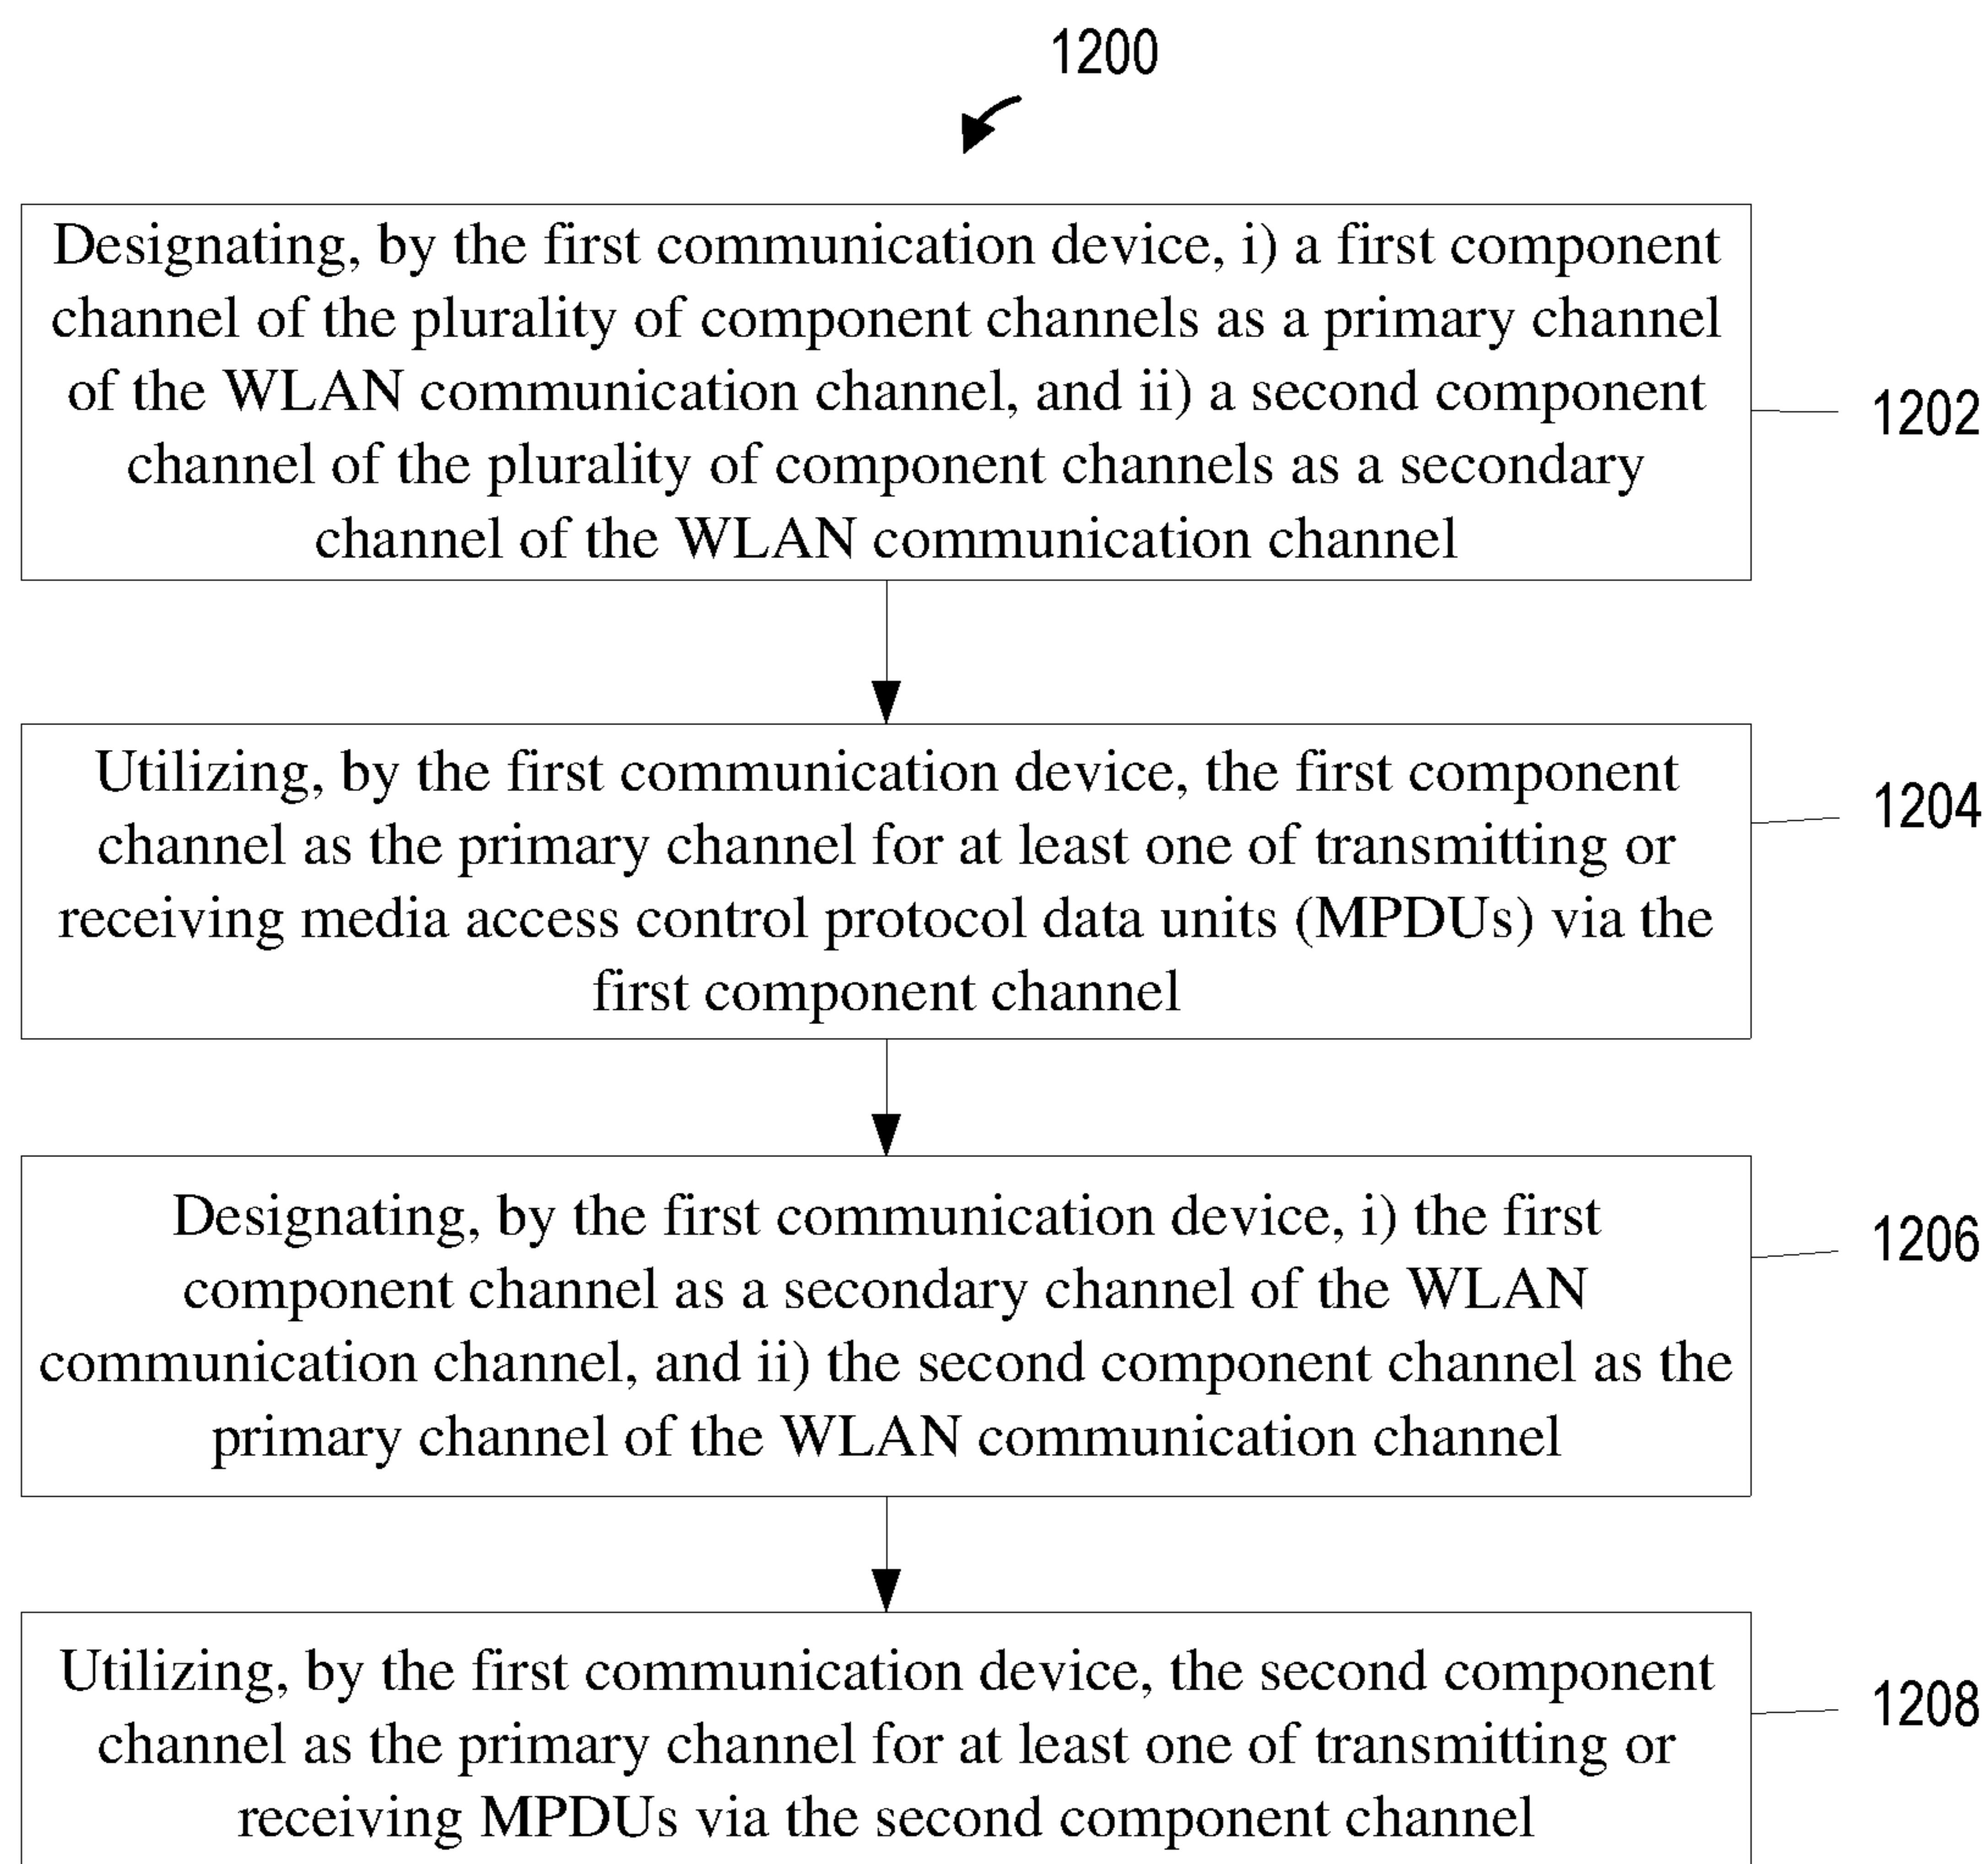 1200
Designating, by the first communication device, i) a first component
channel of the plurality of component channels as a primary channel
of the WLAN communication channel, and ii) a second component
channel of the plurality of component channels as a secondary
channel of the WLAN communication channel
1202
Utilizing, by the first communication device, the first component
channel as the primary channel for at least one of transmitting or
receiving media access control protocol data units (MPDUs) via the
first component channel
1204
Designating, by the first communication device, i) the first
component channel as a secondary channel of the WLAN
communication channel, and ii) the second component channel as the
primary channel of the WLAN communication channel
1206
Utilizing, by the first communication device, the second component
channel as the primary channel for at least one of transmitting or
receiving MPDUs via the second component channel
1208